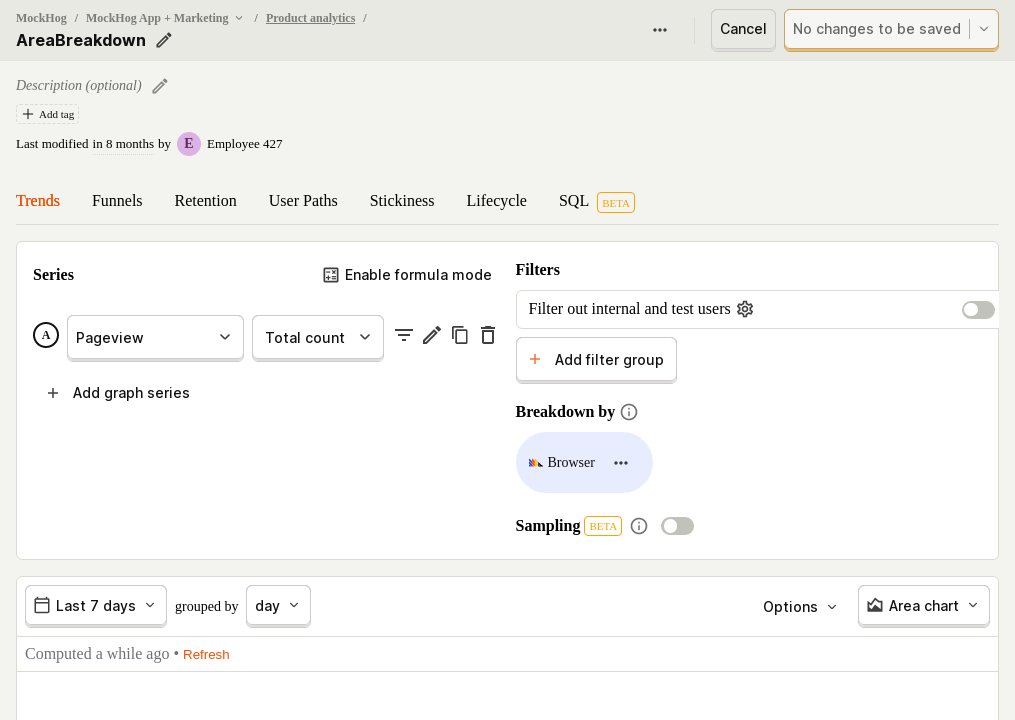 MockHog / MockHog App + Marketing / Product analytics /
AreaBreakdown
Cancel
No changes to be saved
Description (optional)
Add tag
Last modified in 8 months by E Employee 427
Trends Funnels Retention User Paths Stickiness Lifecycle SQL BETA
Series
Enable formula mode
A Pageview Total count
Add graph series
Filters
Filter out internal and test users
Add filter group
Breakdown by
Browser
Sampling BETA
Last 7 days grouped by day
Options Area chart
Computed a while ago • Refresh